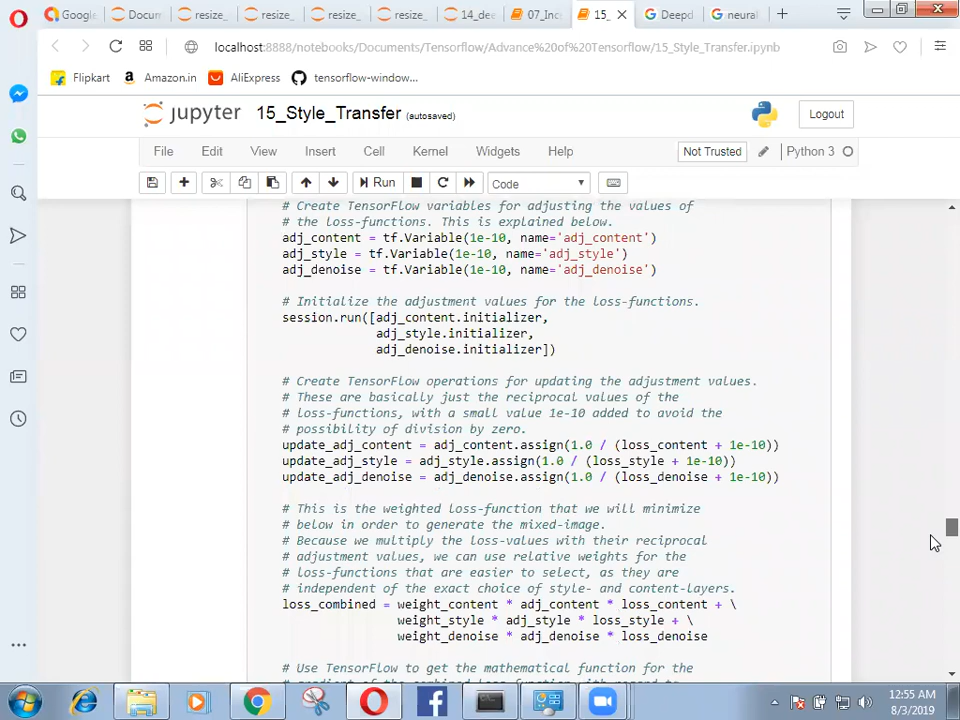 Google
Docum
resize_
resize_
resize_
resize_
14_dee
07_Inc
15_
Deepd
neural
localhost:8888/notebooks/Documents/Tensorflow/Advance%20of%20Tensorflow/15_Style_Transfer.ipynb
Flipkart
Amazon.in
AliExpress
tensorflow-window...
jupyter 15_Style_Transfer (autosaved)
Logout
File Edit View Insert Cell Kernel Widgets Help
Not Trusted
Python 3
Run
Code
# Create TensorFlow variables for adjusting the values of
# the loss-functions. This is explained below.
adj_content = tf.Variable(1e-10, name='adj_content')
adj_style = tf.Variable(1e-10, name='adj_style')
adj_denoise = tf.Variable(1e-10, name='adj_denoise')
# Initialize the adjustment values for the loss-functions.
session.run([adj_content.initializer,
adj_style.initializer,
adj_denoise.initializer])
# Create TensorFlow operations for updating the adjustment values.
# These are basically just the reciprocal values of the
# loss-functions, with a small value 1e-10 added to avoid the
# possibility of division by zero.
update_adj_content = adj_content.assign(1.0 / (loss_content + 1e-10))
update_adj_style = adj_style.assign(1.0 / (loss_style + 1e-10))
update_adj_denoise = adj_denoise.assign(1.0 / (loss_denoise + 1e-10))
# This is the weighted loss-function that we will minimize
# below in order to generate the mixed-image.
# Because we multiply the loss-values with their reciprocal
# adjustment values, we can use relative weights for the
# loss-functions that are easier to select, as they are
# independent of the exact choice of style- and content-layers.
loss_combined = weight_content * adj_content * loss_content + \
weight_style * adj_style * loss_style + \
weight_denoise * adj_denoise * loss_denoise
# Use TensorFlow to get the mathematical function for the
12:55 AM
8/3/2019